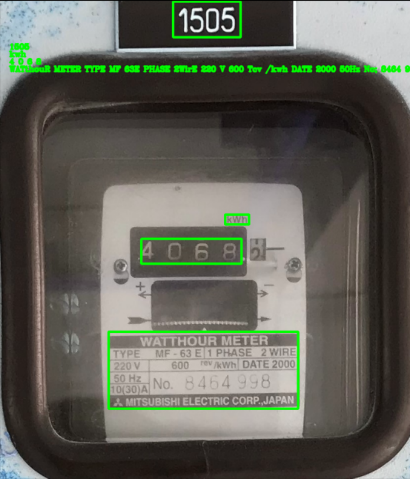 1505
1505
kwh
4 0 6 8
WATTHOUR METER TYPE MF 63E PHASE 2WirE 220 V 600 7ev /kwh DATE 2000 50Hz No. 8464 9
kWh
4 0 6 8
WATTHOUR METER
TYPE MF-63 E 1 PHASE 2 WIRE
220 V 600 rev/kWh DATE 2000
50 Hz
10(30)A No. 8464998
MITSUBISHI ELECTRIC CORP.,JAPAN